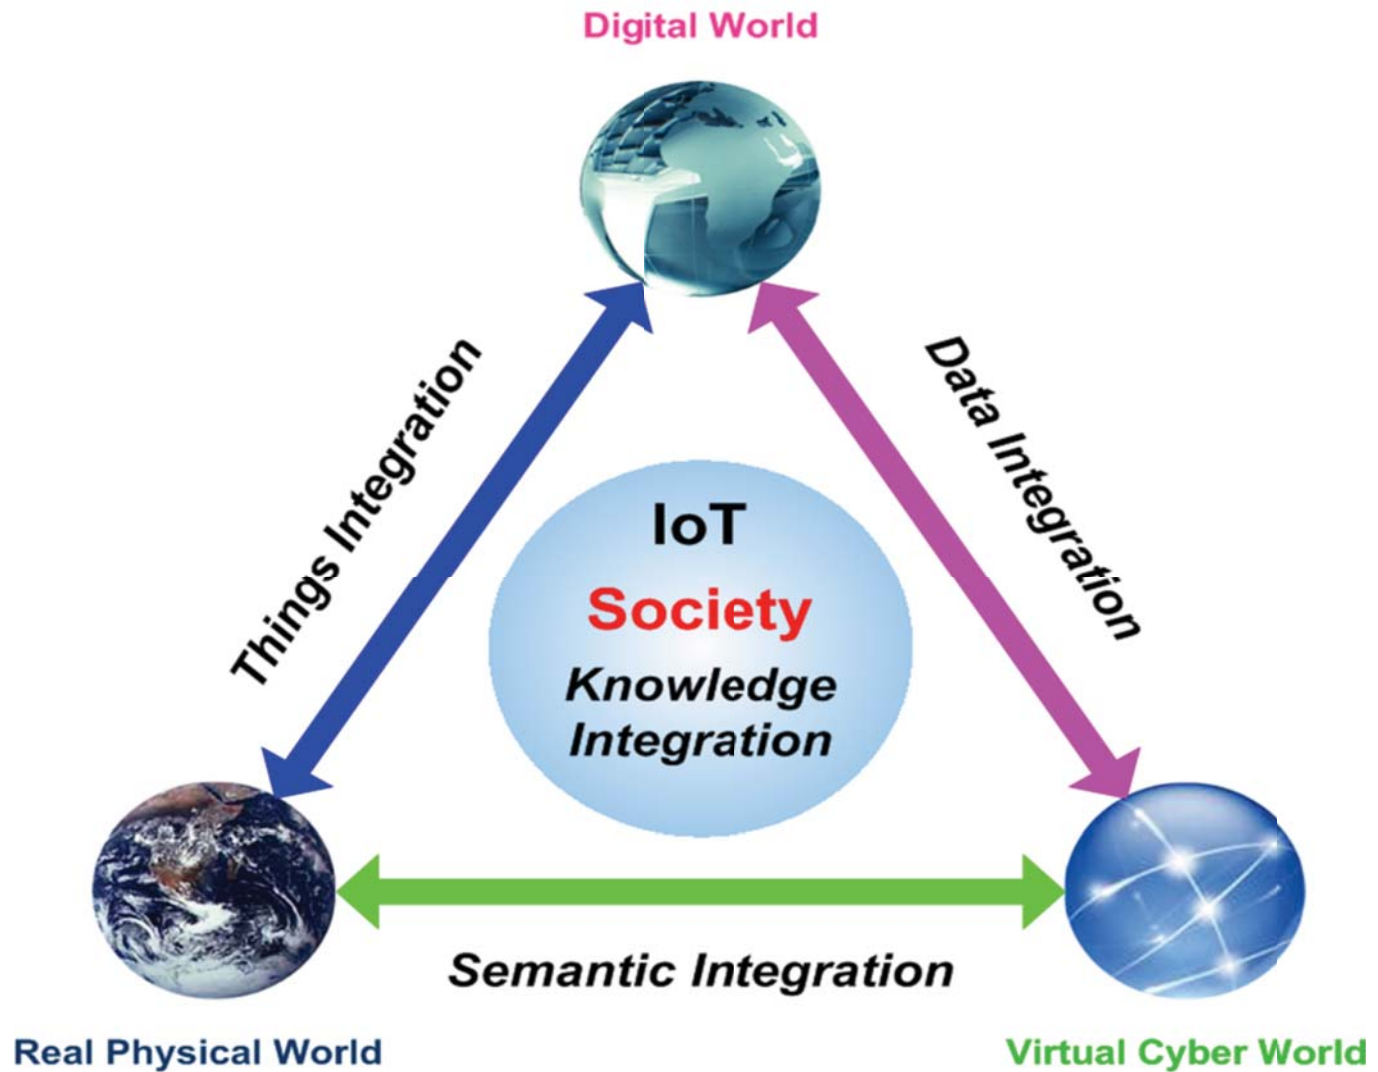 Digital World
Things Integration
Data Integration
IoT
Society
Knowledge
Integration
Semantic Integration
Real Physical World
Virtual Cyber World